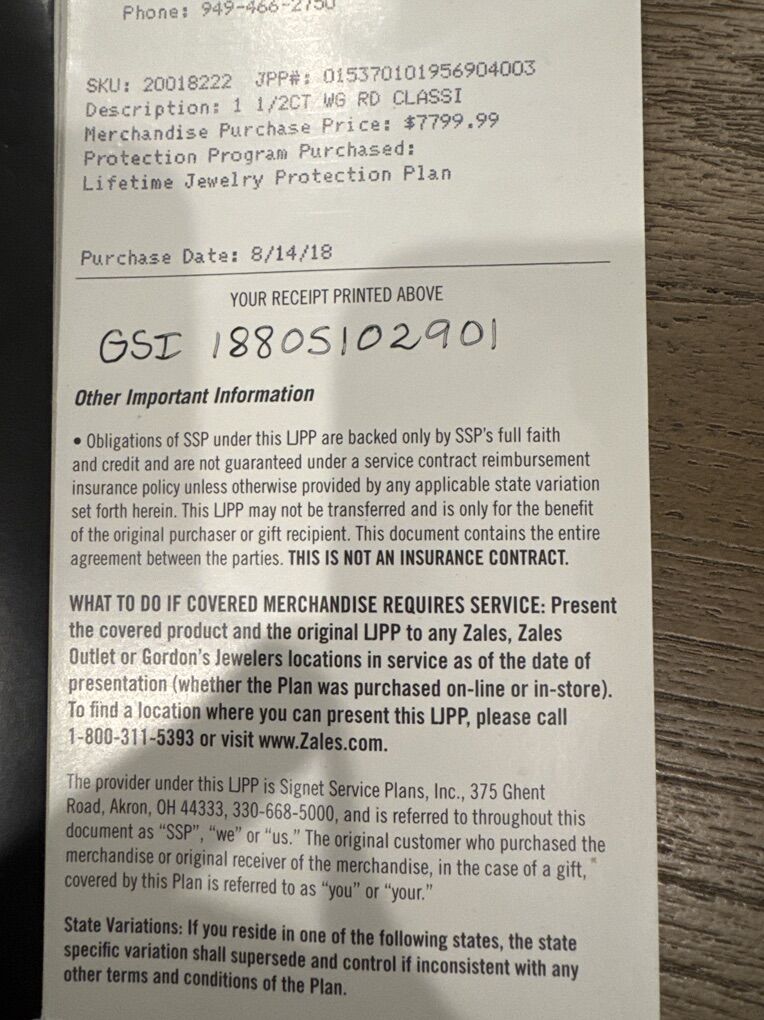 Phone: 949-466-2750
SKU: 20018222 JPP#: 015370101956904003
Description: 1 1/2CT WG RD CLASSI
Merchandise Purchase Price: $7799.99
Protection Program Purchased:
Lifetime Jewelry Protection Plan
Purchase Date: 8/14/18
YOUR RECEIPT PRINTED ABOVE
GSI 18805102901
Other Important Information
• Obligations of SSP under this LJPP are backed only by SSP's full faith
and credit and are not guaranteed under a service contract reimbursement
insurance policy unless otherwise provided by any applicable state variation
set forth herein. This LJPP may not be transferred and is only for the benefit
of the original purchaser or gift recipient. This document contains the entire
agreement between the parties. THIS IS NOT AN INSURANCE CONTRACT.
WHAT TO DO IF COVERED MERCHANDISE REQUIRES SERVICE: Present
the covered product and the original LJPP to any Zales, Zales
Outlet or Gordon's Jewelers locations in service as of the date of
presentation (whether the Plan was purchased on-line or in-store).
To find a location where you can present this LJPP, please call
1-800-311-5393 or visit www.Zales.com.
The provider under this LJPP is Signet Service Plans, Inc., 375 Ghent
Road, Akron, OH 44333, 330-668-5000, and is referred to throughout this
document as "SSP", "we" or "us." The original customer who purchased the
merchandise or original receiver of the merchandise, in the case of a gift,
covered by this Plan is referred to as "you" or "your."
State Variations: If you reside in one of the following states, the state
specific variation shall supersede and control if inconsistent with any
other terms and conditions of the Plan.